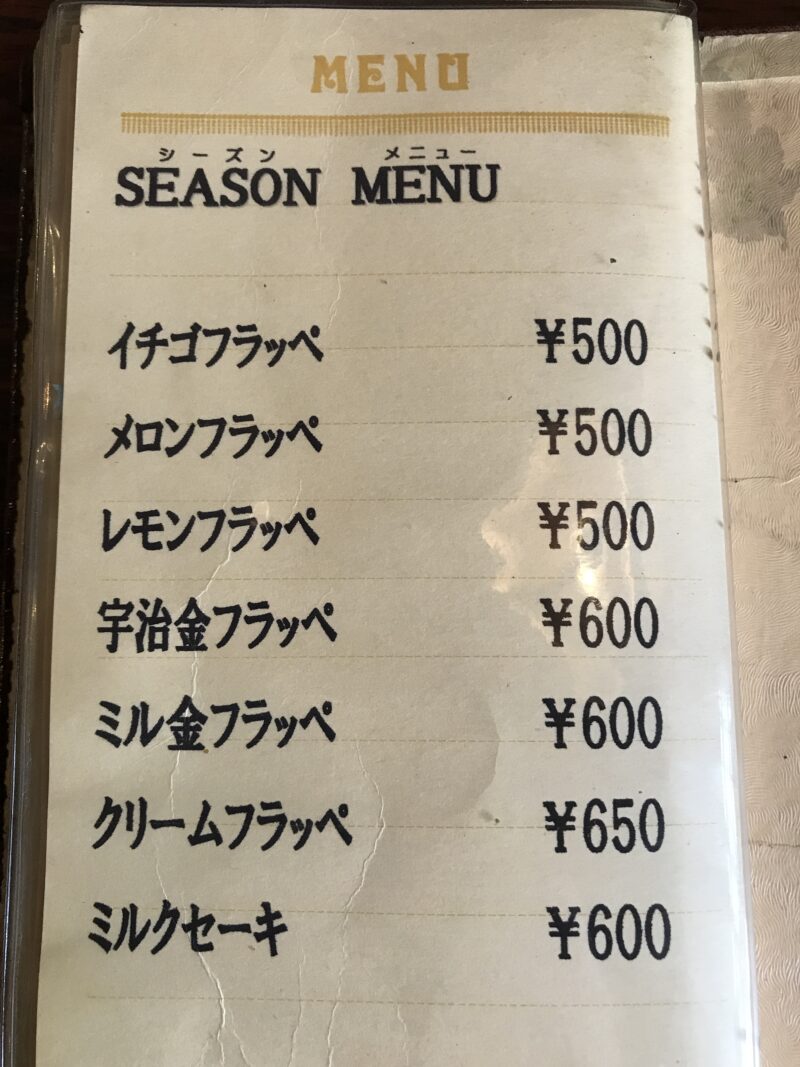 MENU
シーズン メニュー
SEASON MENU
イチゴフラッペ ¥500
メロンフラッペ ¥500
レモンフラッペ ¥500
宇治金フラッペ ¥600
ミル金フラッペ ¥600
クリームフラッペ ¥650
ミルクセーキ ¥600